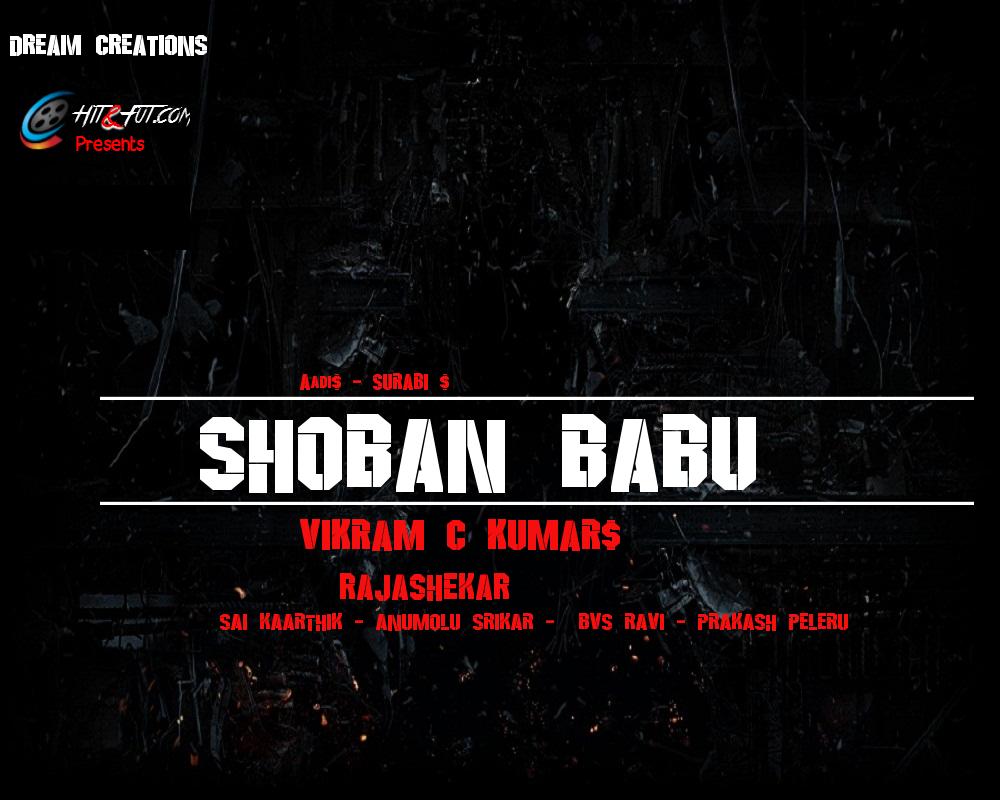 DREAM CREATIONS
HIT&FUT.COM
Presents
AADI$ - SURABI $
SHOBAN BABU
VIKRAM C KUMAR$
RAJASHEKAR
SAI KAARTHIK - ANUMOLU SRIKAR - BVS RAVI - PRAKASH PELERU